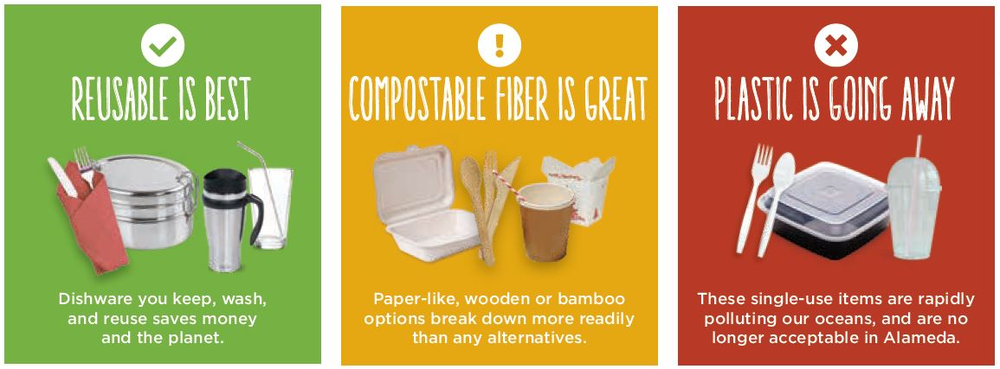 REUSABLE IS BEST
Dishware you keep, wash,
and reuse saves money
and the planet.
COMPOSTABLE FIBER IS GREAT
Paper-like, wooden or bamboo
options break down more readily
than any alternatives.
PLASTIC IS GOING AWAY
These single-use items are rapidly
polluting our oceans, and are no
longer acceptable in Alameda.